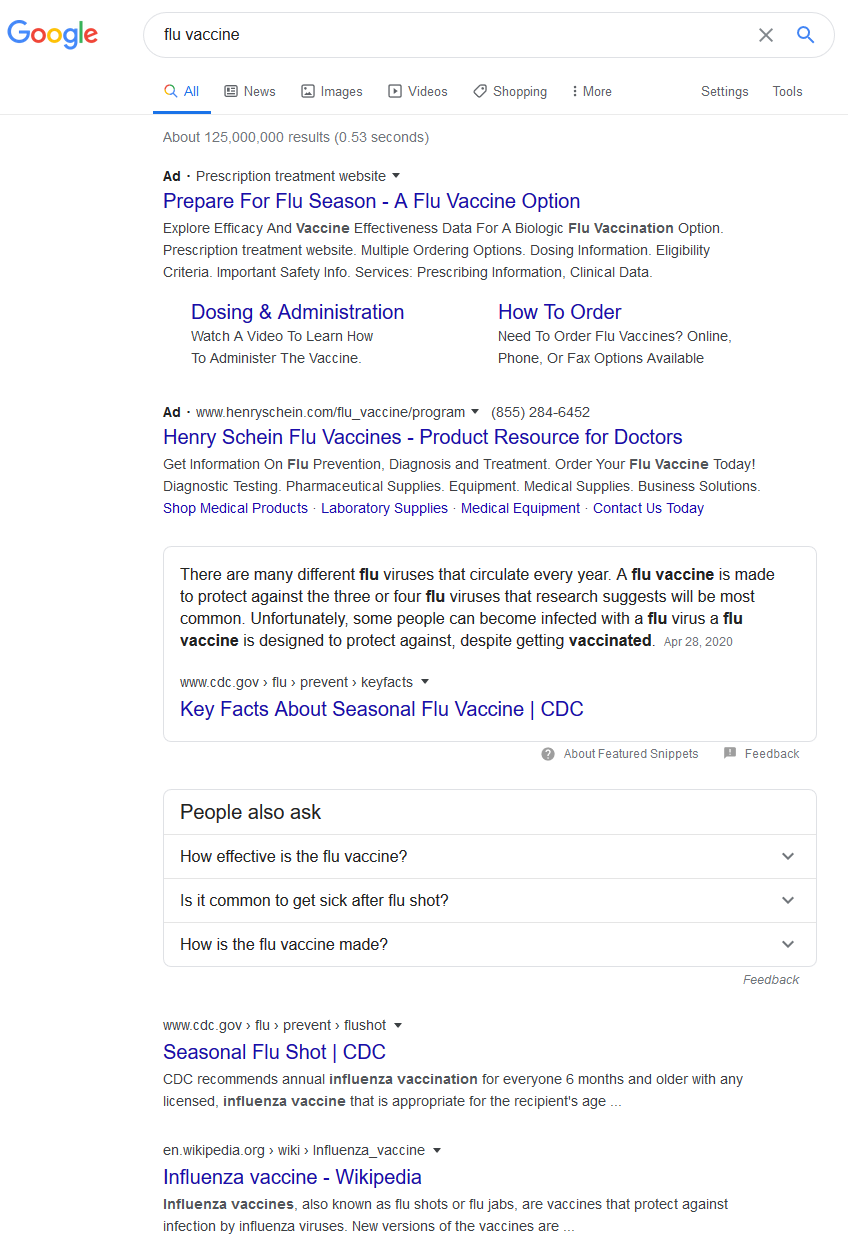 Google
flu vaccine
All News Images Videos Shopping More Settings Tools
About 125,000,000 results (0.53 seconds)
Ad · Prescription treatment website
Prepare For Flu Season - A Flu Vaccine Option
Explore Efficacy And Vaccine Effectiveness Data For A Biologic Flu Vaccination Option.
Prescription treatment website. Multiple Ordering Options. Dosing Information. Eligibility
Criteria. Important Safety Info. Services: Prescribing Information, Clinical Data.
Dosing & Administration
Watch A Video To Learn How
To Administer The Vaccine.
How To Order
Need To Order Flu Vaccines? Online,
Phone, Or Fax Options Available
Ad · www.henryschein.com/flu_vaccine/program (855) 284-6452
Henry Schein Flu Vaccines - Product Resource for Doctors
Get Information On Flu Prevention, Diagnosis and Treatment. Order Your Flu Vaccine Today!
Diagnostic Testing. Pharmaceutical Supplies. Equipment. Medical Supplies. Business Solutions.
Shop Medical Products · Laboratory Supplies · Medical Equipment · Contact Us Today
There are many different flu viruses that circulate every year. A flu vaccine is made
to protect against the three or four flu viruses that research suggests will be most
common. Unfortunately, some people can become infected with a flu virus a flu
vaccine is designed to protect against, despite getting vaccinated. Apr 28, 2020
www.cdc.gov › flu › prevent › keyfacts
Key Facts About Seasonal Flu Vaccine | CDC
About Featured Snippets Feedback
People also ask
How effective is the flu vaccine?
Is it common to get sick after flu shot?
How is the flu vaccine made?
Feedback
www.cdc.gov › flu › prevent › flushot
Seasonal Flu Shot | CDC
CDC recommends annual influenza vaccination for everyone 6 months and older with any
licensed, influenza vaccine that is appropriate for the recipient's age ...
en.wikipedia.org › wiki › Influenza_vaccine
Influenza vaccine - Wikipedia
Influenza vaccines, also known as flu shots or flu jabs, are vaccines that protect against
infection by influenza viruses. New versions of the vaccines are ...